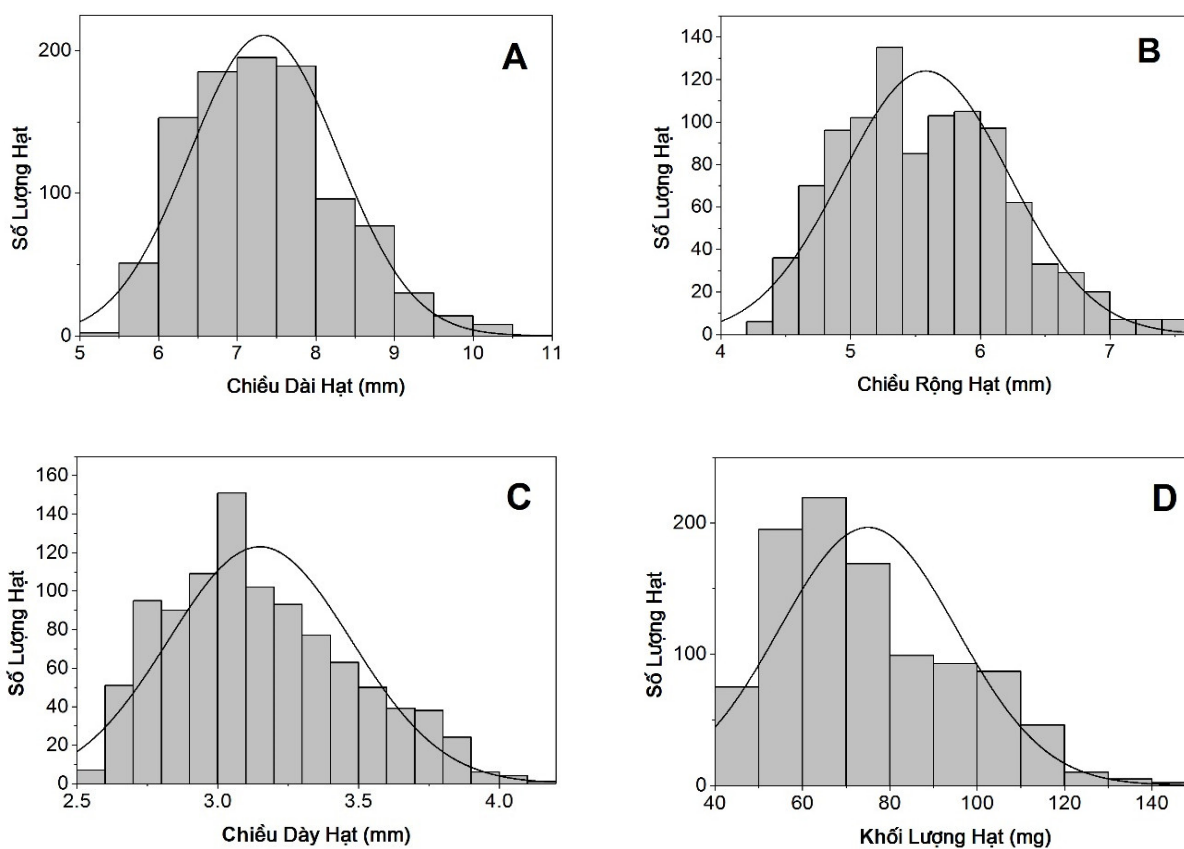 A
200
100
0
5 6 7 8 9 10 11
Số Lượng Hạt
Chiều Dài Hạt (mm)
B
140
120
100
80
60
40
20
0
4 5 6 7
Số Lượng Hạt
Chiều Rộng Hạt (mm)
C
160
140
120
100
80
60
40
20
0
2.5 3.0 3.5 4.0
Số Lượng Hạt
Chiều Dày Hạt (mm)
D
200
100
0
40 60 80 100 120 140
Số Lượng Hạt
Khối Lượng Hạt (mg)